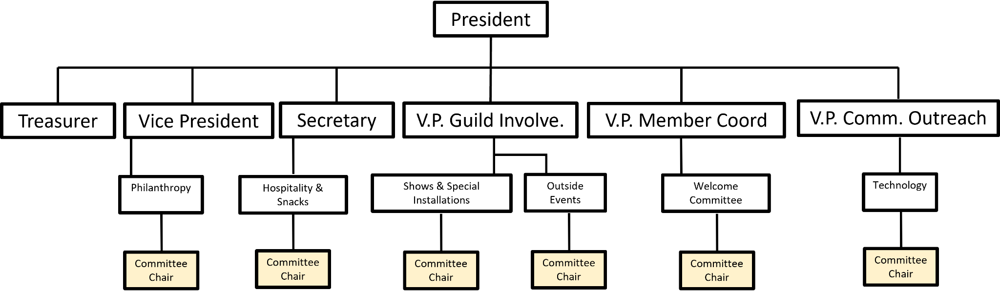 President
Treasurer
Vice President
Secretary
V.P. Guild Involve.
V.P. Member Coord
V.P. Comm. Outreach
Philanthropy
Hospitality &
Snacks
Shows & Special
Installations
Outside
Events
Welcome
Committee
Technology
Committee
Chair
Committee
Chair
Committee
Chair
Committee
Chair
Committee
Chair
Committee
Chair